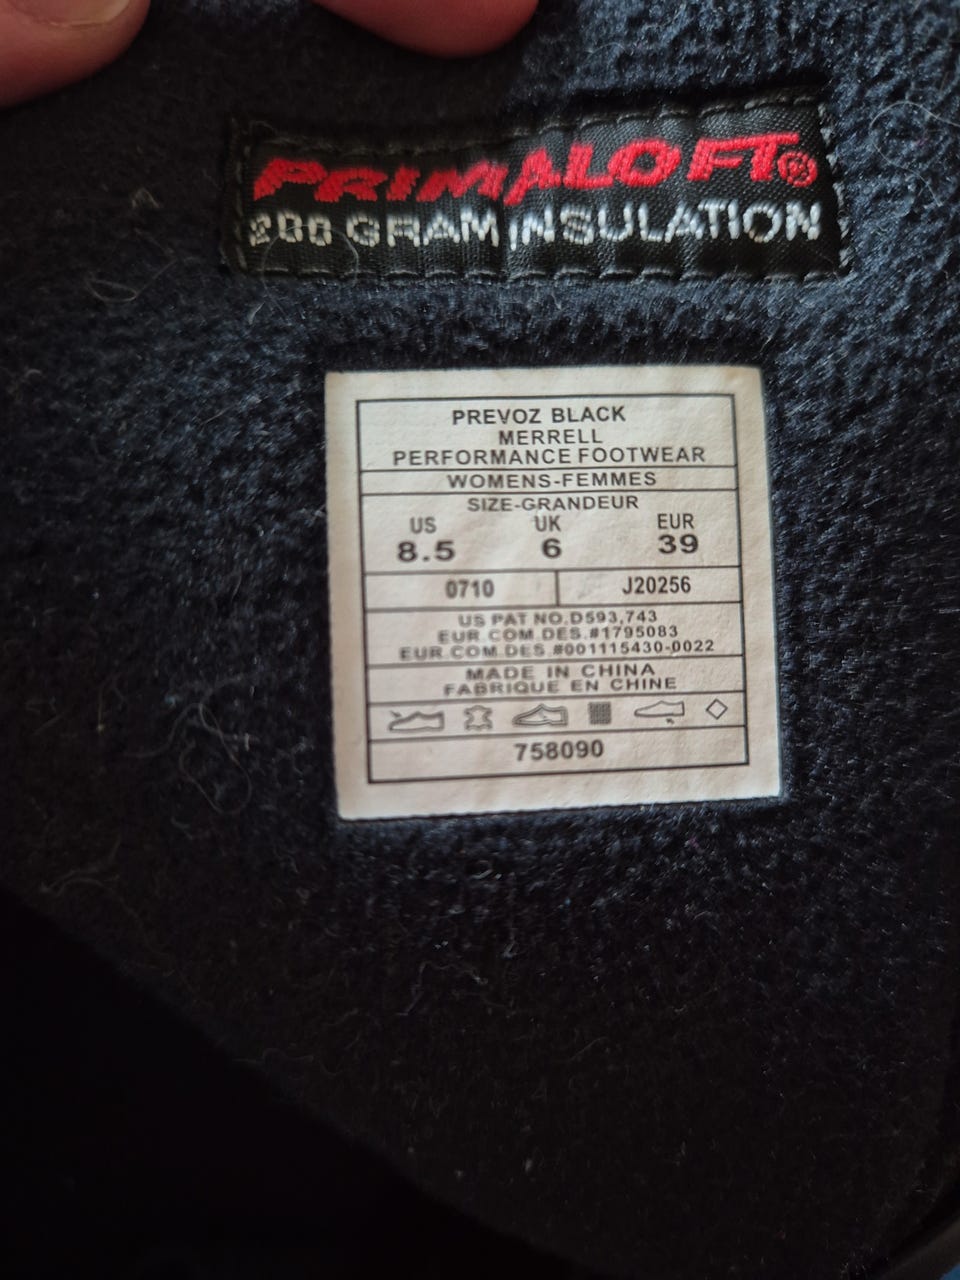 PRIMALOFT®
200 GRAM INSULATION
PREVOZ BLACK
MERRELL
PERFORMANCE FOOTWEAR
WOMENS-FEMMES
SIZE-GRANDEUR
US UK EUR
8.5 6 39
0710 J20256
US PAT NO.D593,743
EUR.COM.DES.#1795083
EUR.COM.DES.#001115430-0022
MADE IN CHINA
FABRIQUE EN CHINE
758090